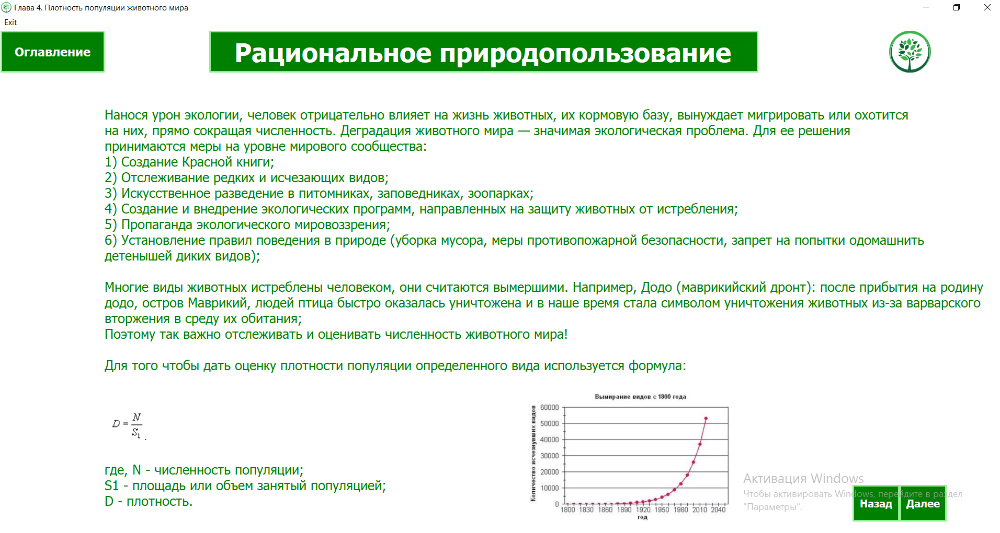 Глава 4. Плотность популяции животного мира
Exit
Оглавление
Рациональное природопользование
Нанося урон экологии, человек отрицательно влияет на жизнь животных, их кормовую базу, вынуждает мигрировать или охотится
на них, прямо сокращая численность. Деградация животного мира — значимая экологическая проблема. Для ее решения
принимаются меры на уровне мирового сообщества:
1) Создание Красной книги;
2) Отслеживание редких и исчезающих видов;
3) Искусственное разведение в питомниках, заповедниках, зоопарках;
4) Создание и внедрение экологических программ, направленных на защиту животных от истребления;
5) Пропаганда экологического мировоззрения;
6) Установление правил поведения в природе (уборка мусора, меры противопожарной безопасности, запрет на попытки одомашнить
детенышей диких видов);
Многие виды животных истреблены человеком, они считаются вымершими. Например, Додо (маврикийский дронт): после прибытия на родину
додо, остров Маврикий, людей птица быстро оказалась уничтожена и в наше время стала символом уничтожения животных из-за варварского
вторжения в среду их обитания;
Поэтому так важно отслеживать и оценивать численность животного мира!
Для того чтобы дать оценку плотности популяции определенного вида используется формула:
D = N / S1 .
где, N - численность популяции;
S1 - площадь или объем занятый популяцией;
D - плотность.
Вымирание видов с 1800 года
Количество исчезнувших видов
60000
50000
40000
30000
20000
10000
0
1800 1830 1860 1890 1920 1950 1980 2010 2040
год
Активация Windows
Чтобы активировать Windows, перейдите в раздел
"Параметры".
Назад
Далее